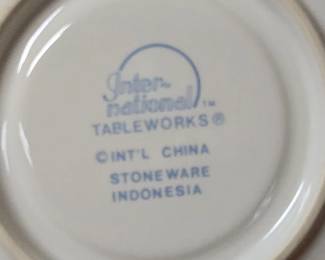 Inter-
national™
TABLEWORKS®
©INT'L CHINA
STONEWARE
INDONESIA